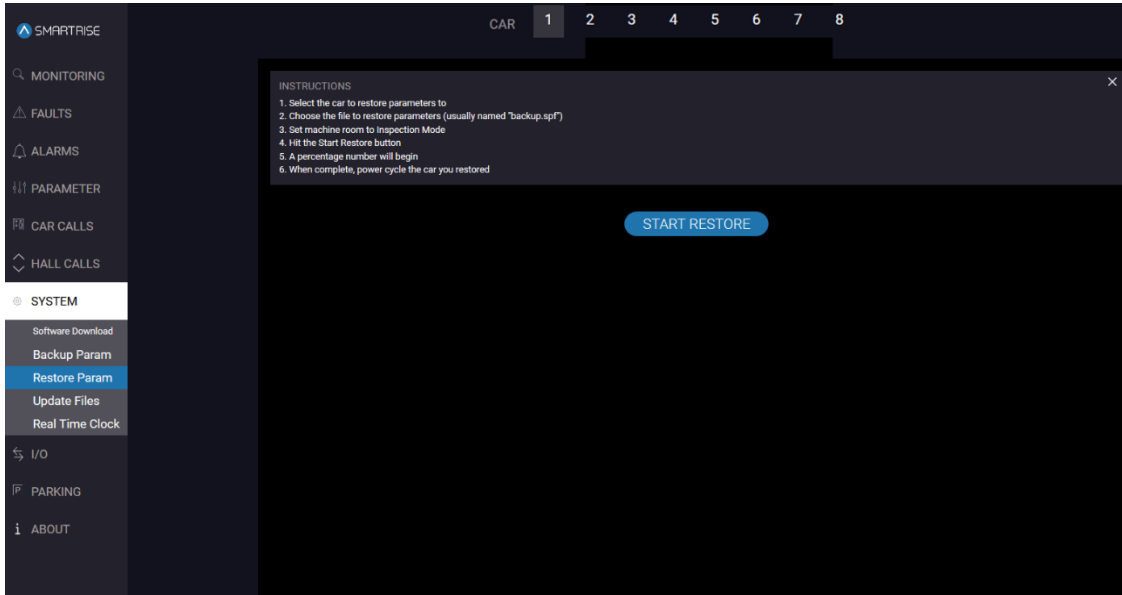 SMARTRISE
CAR 1 2 3 4 5 6 7 8
MONITORING
FAULTS
ALARMS
PARAMETER
CAR CALLS
HALL CALLS
SYSTEM
Software Download
Backup Param
Restore Param
Update Files
Real Time Clock
I/O
PARKING
ABOUT
INSTRUCTIONS
1. Select the car to restore parameters to
2. Choose the file to restore parameters (usually named "backup.spf")
3. Set machine room to Inspection Mode
4. Hit the Start Restore button
5. A percentage number will begin
6. When complete, power cycle the car you restored
START RESTORE